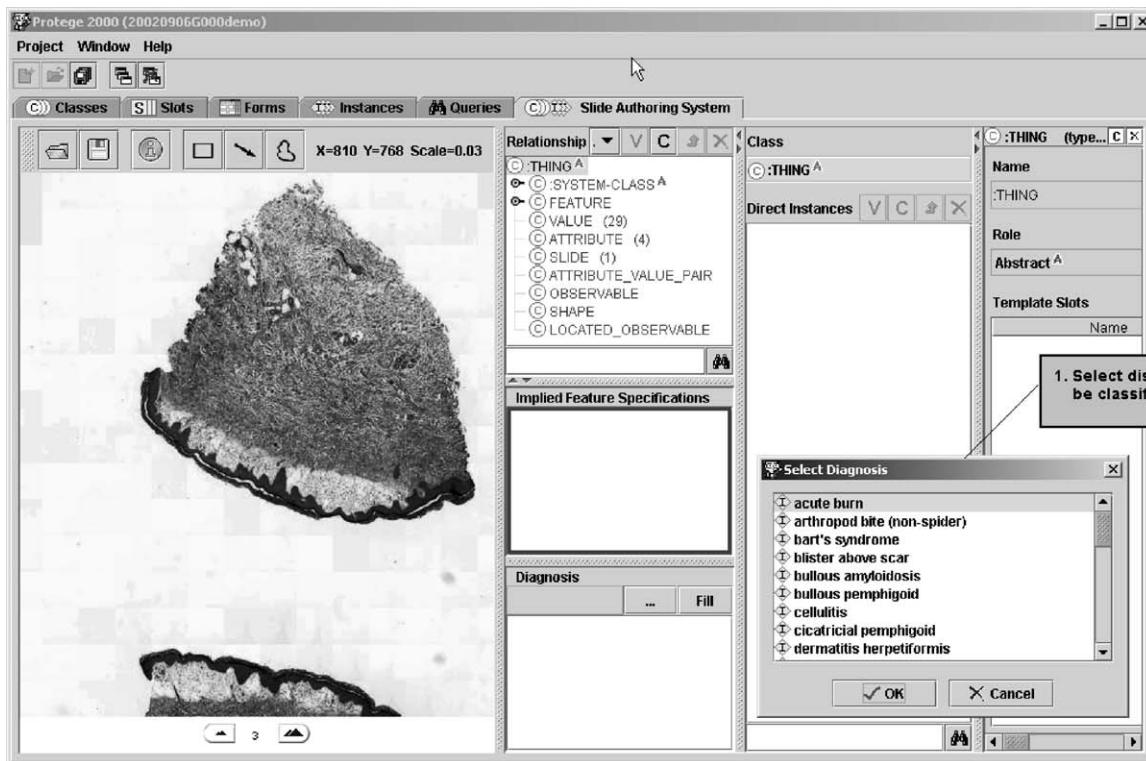 Protege 2000 (20020906G000demo)
Project Window Help
Classes Slots Forms Instances Queries Slide Authoring System
X=810 Y=768 Scale=0.03
3
Relationship . V C
:THING A
:SYSTEM-CLASS A
FEATURE
VALUE (29)
ATTRIBUTE (4)
SLIDE (1)
ATTRIBUTE_VALUE_PAIR
OBSERVABLE
SHAPE
LOCATED_OBSERVABLE
Implied Feature Specifications
Diagnosis
... Fill
Class
:THING A
Direct Instances V C
:THING (type... C
Name
:THING
Role
Abstract A
Template Slots
Name
1. Select dis
be classif
Select Diagnosis
acute burn
arthropod bite (non-spider)
bart's syndrome
blister above scar
bullous amyloidosis
bullous pemphigoid
cellulitis
cicatricial pemphigoid
dermatitis herpetiformis
OK Cancel